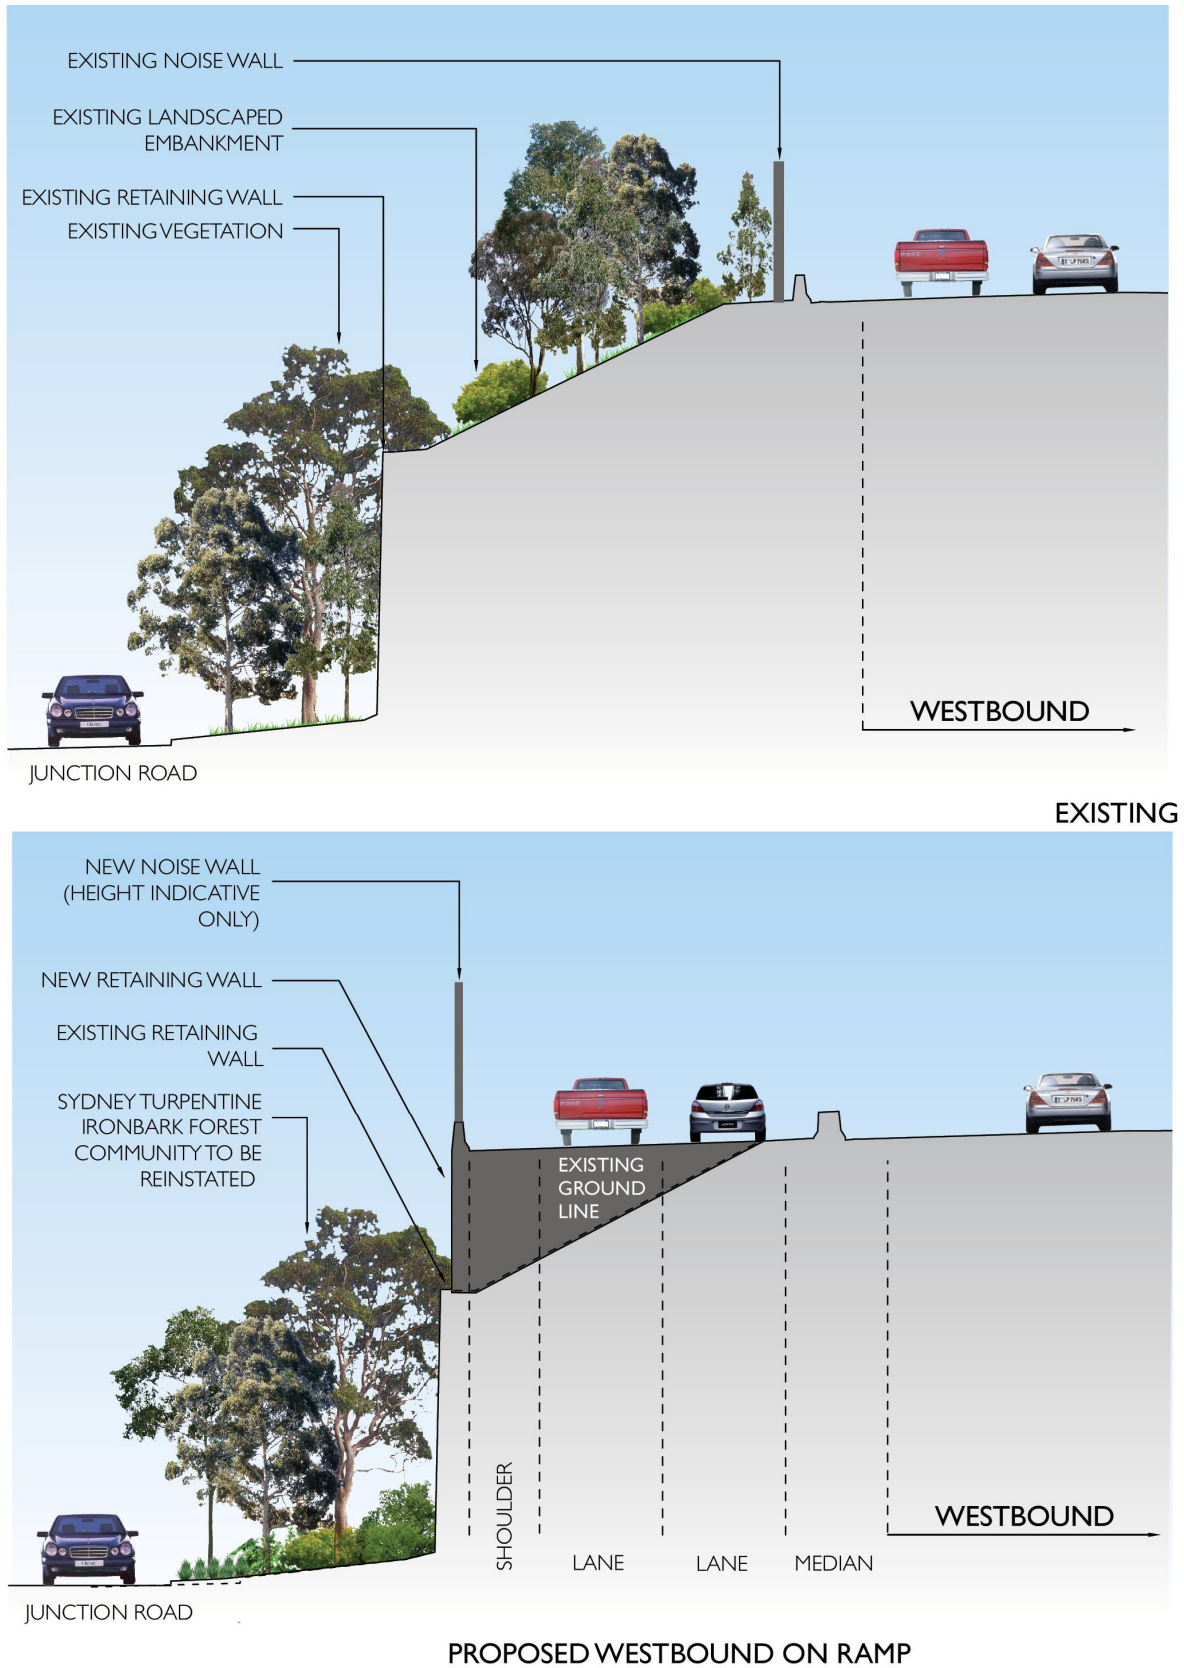 EXISTING NOISE WALL
EXISTING LANDSCAPED
EMBANKMENT
EXISTING RETAINING WALL
EXISTING VEGETATION
WESTBOUND
JUNCTION ROAD
EXISTING
NEW NOISE WALL
(HEIGHT INDICATIVE
ONLY)
NEW RETAINING WALL
EXISTING RETAINING
WALL
SYDNEY TURPENTINE
IRONBARK FOREST
COMMUNITY TO BE
REINSTATED
EXISTING
GROUND
LINE
SHOULDER
LANE
LANE
MEDIAN
WESTBOUND
JUNCTION ROAD
PROPOSED WESTBOUND ON RAMP